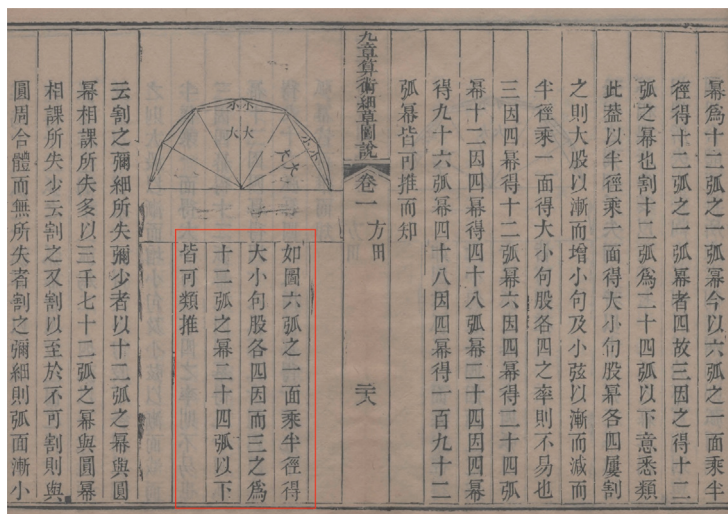 冪爲十二弧之一弧冪今以六弧之一面乘半
徑得十二弧之一弧冪者四故三因之得十二
弧之冪也割十二弧爲二十四弧以下意悉類
此葢以半徑乘一面得大小句股冪各四屢割
之則大股以漸而增小句及小弦以漸而減而
半徑乘一面得大小句股各四之率則不易也
三因四冪得十二弧冪六因四冪得二十四弧
冪十二因四冪得四十八弧冪二十四因四冪
得九十六弧冪四十八因四冪得一百九十二
弧冪皆可推而知
九章算術細草圖說 卷一 方田
小小
大大
小小
大大
如圖六弧之一面乘半徑得
大小句股各四因而三之爲
十二弧之冪二十四弧以下
皆可類推
云割之彌細所失彌少者以十二弧之冪與圓
冪相課所失多以三千七十二弧之冪與圓冪
相課所失少云割之又割以至於不可割則與
圓周合體而無所失者割之彌細則弧面漸小